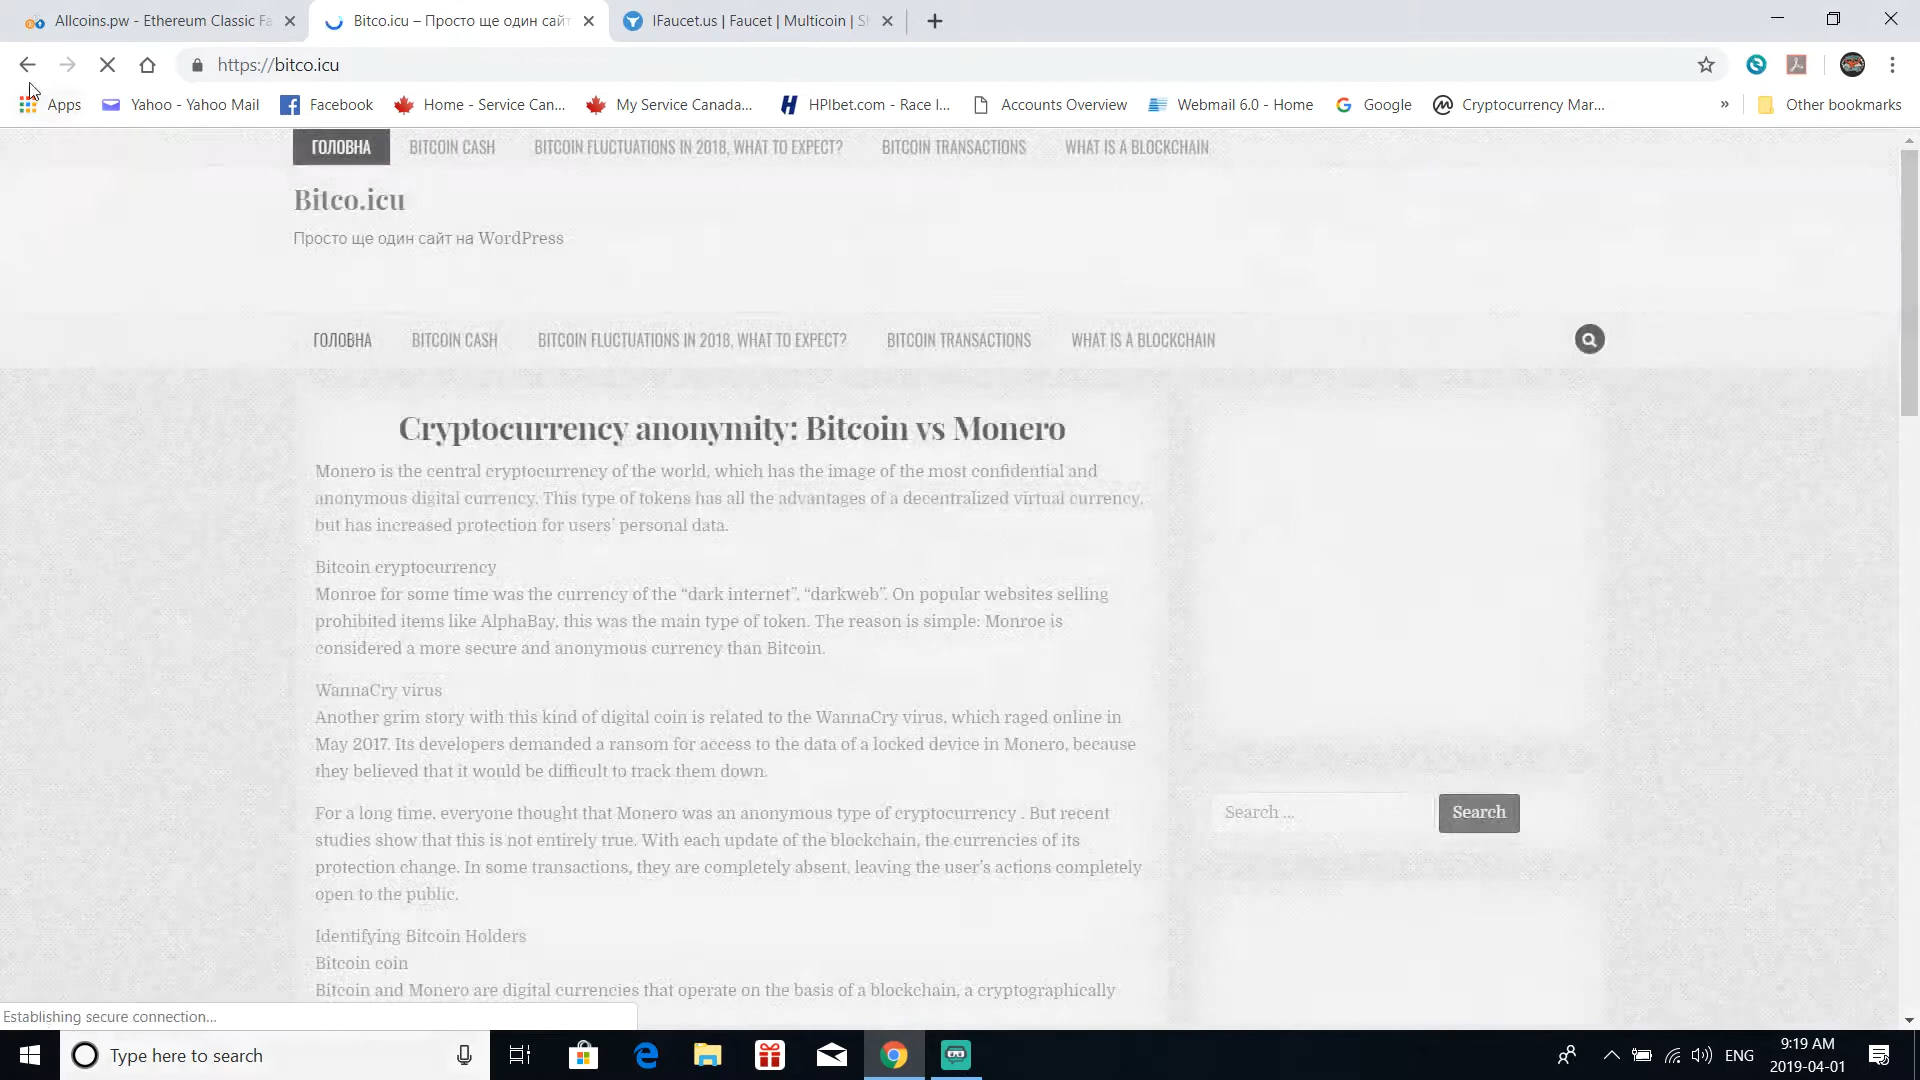 Allcoins.pw - Ethereum Classic Fa
Bitco.icu – Просто ще один сайт
IFaucet.us | Faucet | Multicoin | S
https://bitco.icu
Apps
Yahoo - Yahoo Mail
Facebook
Home - Service Can...
My Service Canada...
HPIbet.com - Race I...
Accounts Overview
Webmail 6.0 - Home
Google
Cryptocurrency Mar...
»
Other bookmarks
ГОЛОВНА
BITCOIN CASH
BITCOIN FLUCTUATIONS IN 2018, WHAT TO EXPECT?
BITCOIN TRANSACTIONS
WHAT IS A BLOCKCHAIN
Bitco.icu
Просто ще один сайт на WordPress
ГОЛОВНА
BITCOIN CASH
BITCOIN FLUCTUATIONS IN 2018, WHAT TO EXPECT?
BITCOIN TRANSACTIONS
WHAT IS A BLOCKCHAIN
Cryptocurrency anonymity: Bitcoin vs Monero
Monero is the central cryptocurrency of the world, which has the image of the most confidential and
anonymous digital currency. This type of tokens has all the advantages of a decentralized virtual currency,
but has increased protection for users’ personal data.
Bitcoin cryptocurrency
Monroe for some time was the currency of the “dark internet”, “darkweb”. On popular websites selling
prohibited items like AlphaBay, this was the main type of token. The reason is simple: Monroe is
considered a more secure and anonymous currency than Bitcoin.
WannaCry virus
Another grim story with this kind of digital coin is related to the WannaCry virus, which raged online in
May 2017. Its developers demanded a ransom for access to the data of a locked device in Monero, because
they believed that it would be difficult to track them down.
For a long time, everyone thought that Monero was an anonymous type of cryptocurrency . But recent
studies show that this is not entirely true. With each update of the blockchain, the currencies of its
protection change. In some transactions, they are completely absent, leaving the user’s actions completely
open to the public.
Identifying Bitcoin Holders
Bitcoin coin
Bitcoin and Monero are digital currencies that operate on the basis of a blockchain, a cryptographically
Search ...
Search
Establishing secure connection...
Type here to search
ENG
9:19 AM
2019-04-01